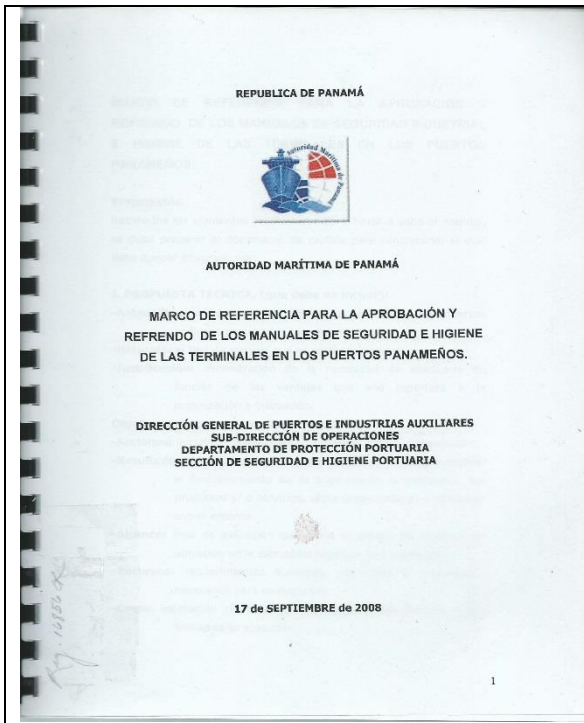 REPUBLICA DE PANAMÁ
Autoridad Marítima de Panamá
AUTORIDAD MARÍTIMA DE PANAMÁ
MARCO DE REFERENCIA PARA LA APROBACIÓN Y
REFRENDO DE LOS MANUALES DE SEGURIDAD E HIGIENE
DE LAS TERMINALES EN LOS PUERTOS PANAMEÑOS.
DIRECCIÓN GENERAL DE PUERTOS E INDUSTRIAS AUXILIARES
SUB-DIRECCIÓN DE OPERACIONES
DEPARTAMENTO DE PROTECCIÓN PORTUARIA
SECCIÓN DE SEGURIDAD E HIGIENE PORTUARIA
17 de SEPTIEMBRE de 2008
1